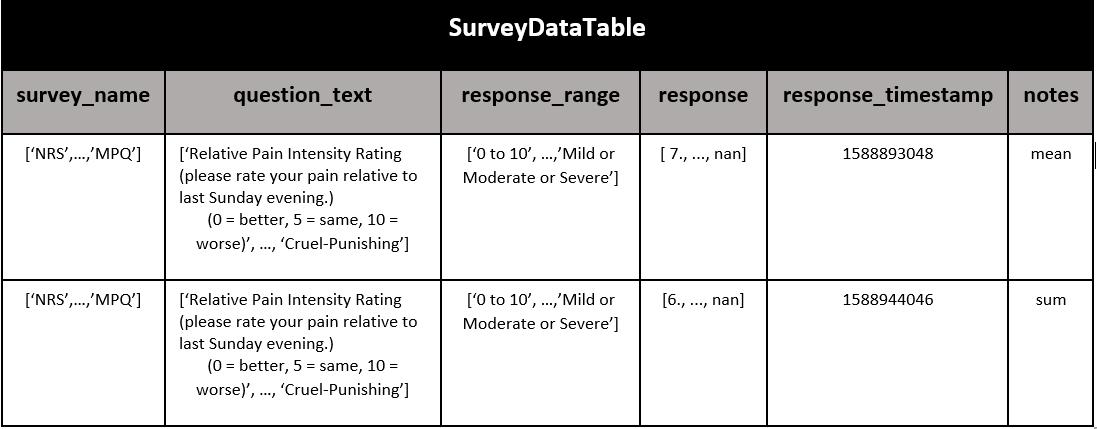 SurveyDataTable
survey_name question_text response_range response response_timestamp notes
[‘NRS’,…,’MPQ’]
[‘Relative Pain Intensity Rating
(please rate your pain relative to
last Sunday evening.)
(0 = better, 5 = same, 10 =
worse)’, …, ‘Cruel-Punishing’]
[‘0 to 10’, …,’Mild or
Moderate or Severe’]
[ 7., ..., nan]
1588893048
mean
[‘NRS’,…,’MPQ’]
[‘Relative Pain Intensity Rating
(please rate your pain relative to
last Sunday evening.)
(0 = better, 5 = same, 10 =
worse)’, …, ‘Cruel-Punishing’]
[‘0 to 10’, …,’Mild or
Moderate or Severe’]
[6., ..., nan]
1588944046
sum